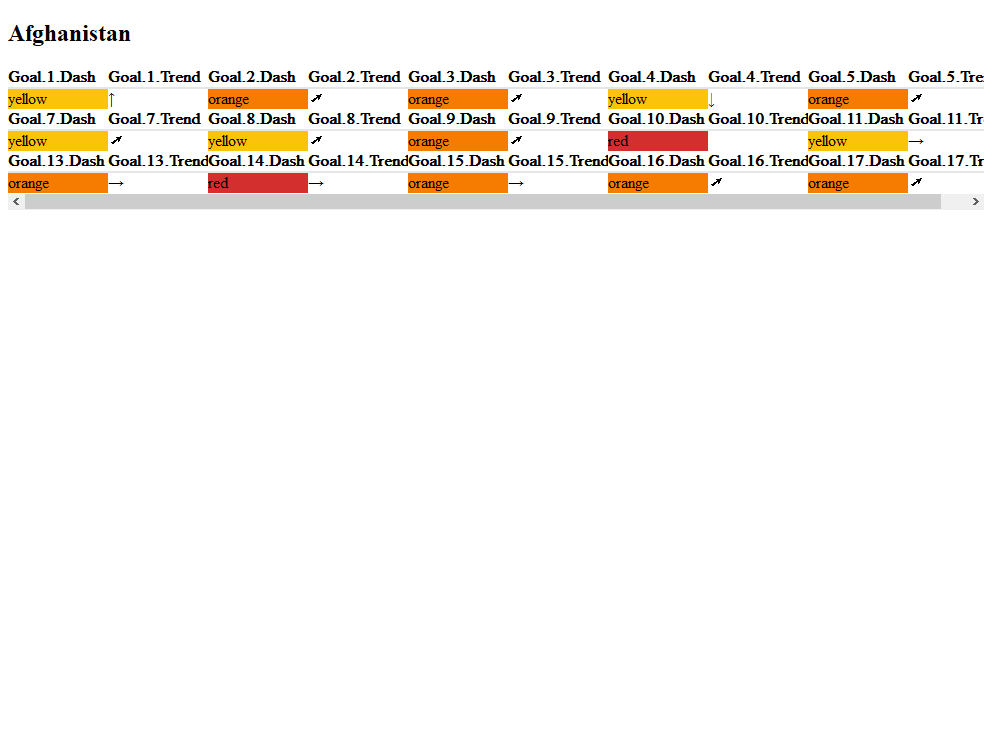 Afghanistan
Goal.1.Dash Goal.1.Trend Goal.2.Dash Goal.2.Trend Goal.3.Dash Goal.3.Trend Goal.4.Dash Goal.4.Trend Goal.5.Dash Goal.5.Tre
yellow ↑ orange ➚ orange ➚ yellow ↓ orange ➚
Goal.7.Dash Goal.7.Trend Goal.8.Dash Goal.8.Trend Goal.9.Dash Goal.9.Trend Goal.10.Dash Goal.10.Trend Goal.11.Dash Goal.11.Tr
yellow ➚ yellow ➚ orange ➚ red yellow →
Goal.13.Dash Goal.13.Trend Goal.14.Dash Goal.14.Trend Goal.15.Dash Goal.15.Trend Goal.16.Dash Goal.16.Trend Goal.17.Dash Goal.17.T
orange → red → orange → orange ➚ orange ➚